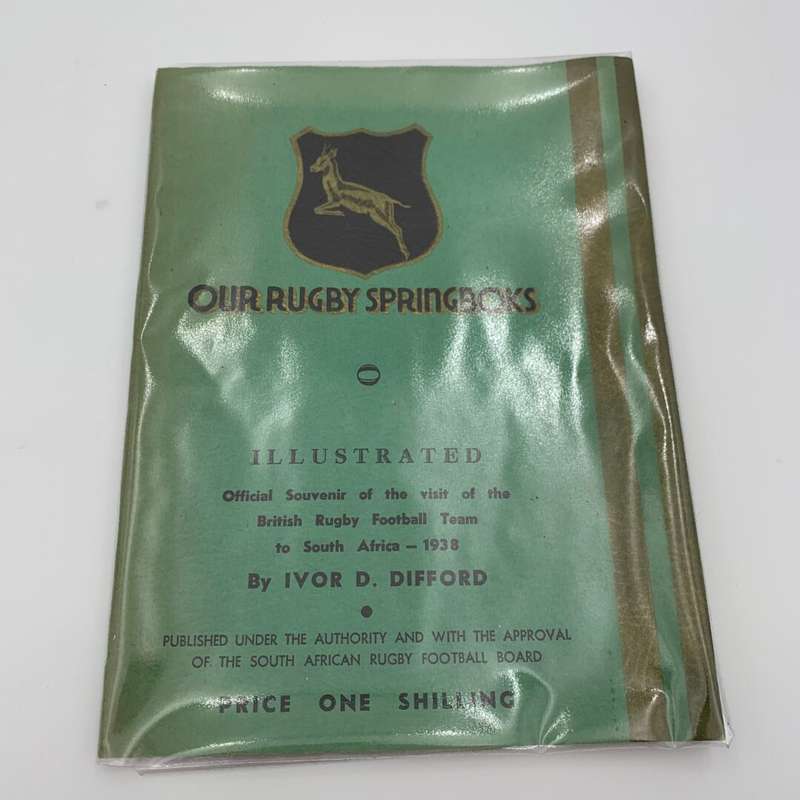 OUR RUGBY SPRINGBOKS
ILLUSTRATED
Official Souvenir of the visit of the
British Rugby Football Team
to South Africa — 1938
By IVOR D. DIFFORD
PUBLISHED UNDER THE AUTHORITY AND WITH THE APPROVAL
OF THE SOUTH AFRICAN RUGBY FOOTBALL BOARD
PRICE ONE SHILLING